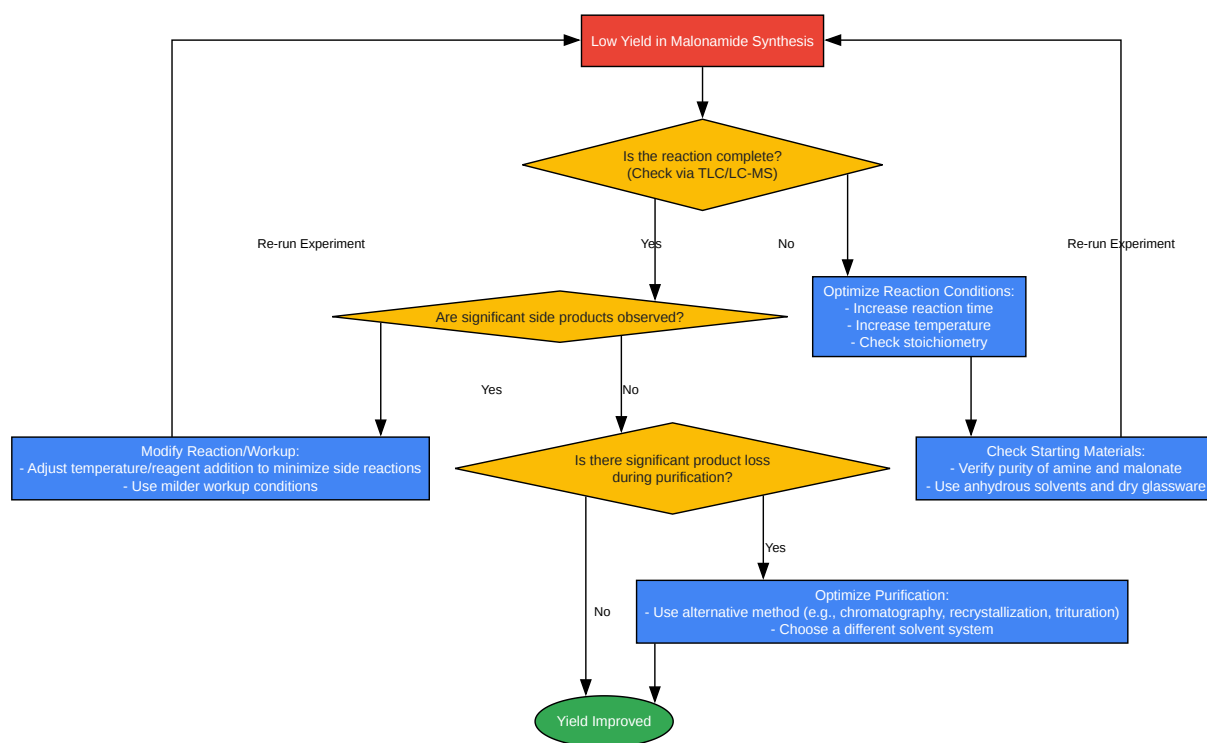 Low Yield in Malonamide Synthesis
Is the reaction complete?
(Check via TLC/LC-MS)
Re-run Experiment
Yes
No
Re-run Experiment
Optimize Reaction Conditions:
- Increase reaction time
- Increase temperature
- Check stoichiometry
Are significant side products observed?
Yes
No
Modify Reaction/Workup:
- Adjust temperature/reagent addition to minimize side reactions
- Use milder workup conditions
Is there significant product loss
during purification?
Check Starting Materials:
- Verify purity of amine and malonate
- Use anhydrous solvents and dry glassware
Yes
No
Optimize Purification:
- Use alternative method (e.g., chromatography, recrystallization, trituration)
- Choose a different solvent system
Yield Improved